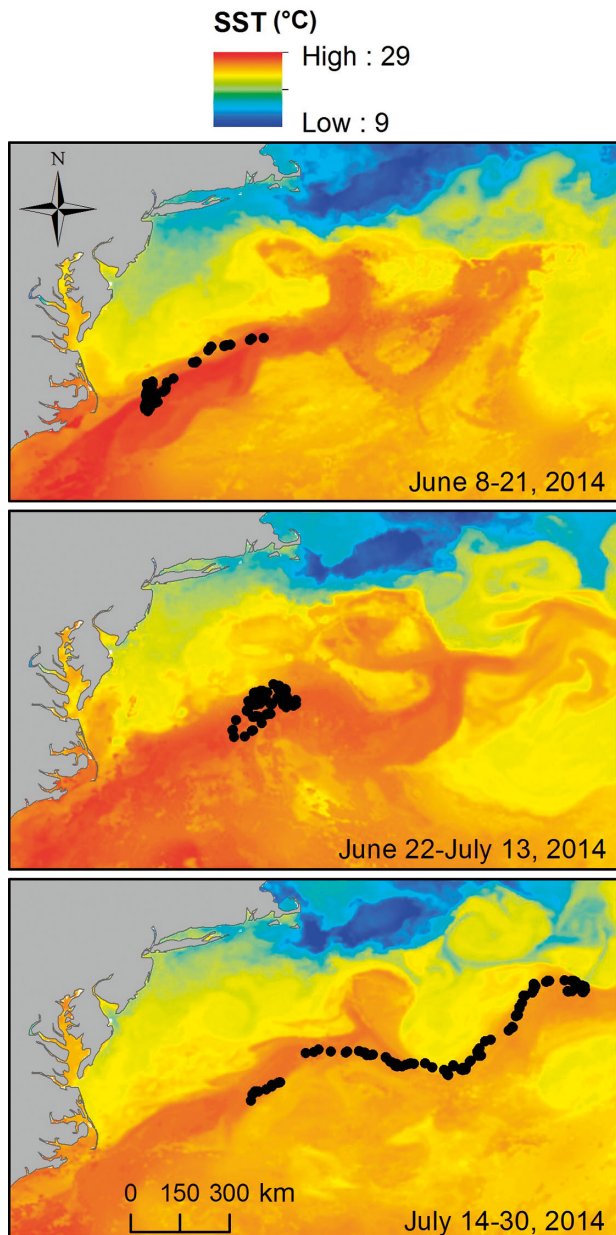 SST (°C)
High : 29
Low : 9
N
June 8-21, 2014
June 22-July 13, 2014
0 150 300 km
July 14-30, 2014